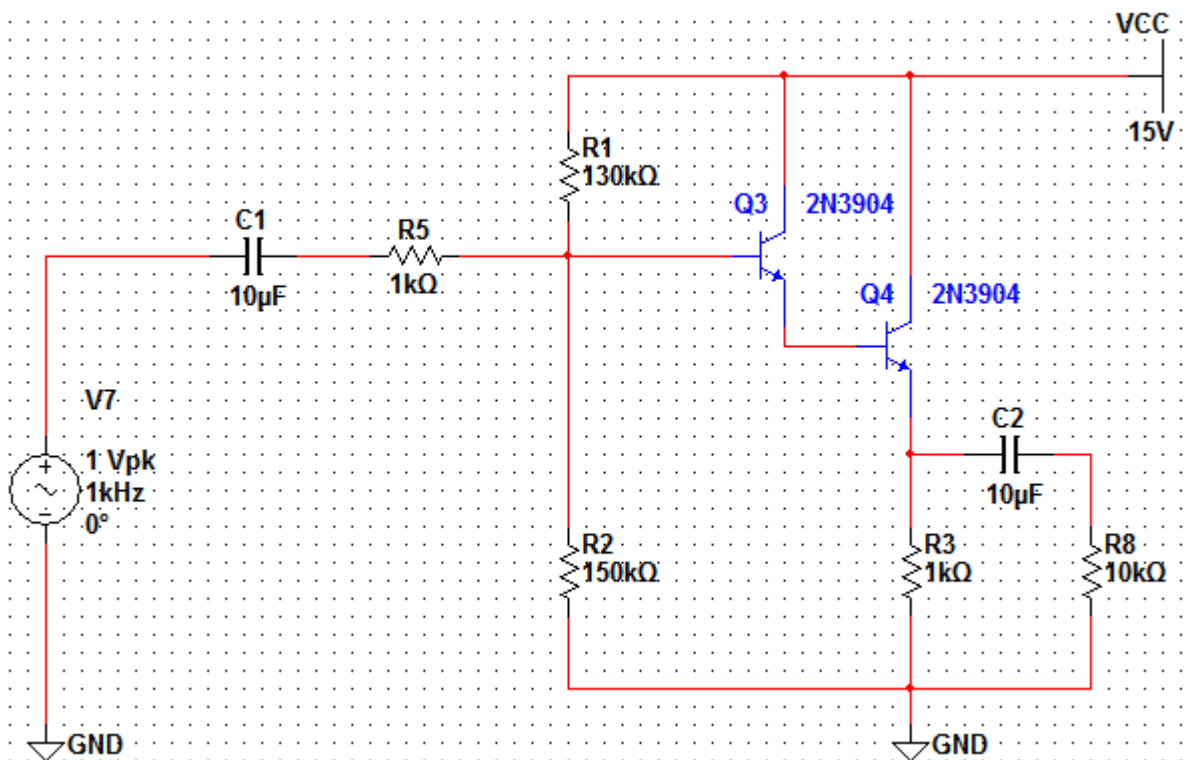 VCC
15V
R1
130kΩ
Q3 2N3904
C1
10µF
R5
1kΩ
Q4 2N3904
V7
1 Vpk
1kHz
0°
C2
10µF
R2
150kΩ
R3
1kΩ
R8
10kΩ
GND
GND